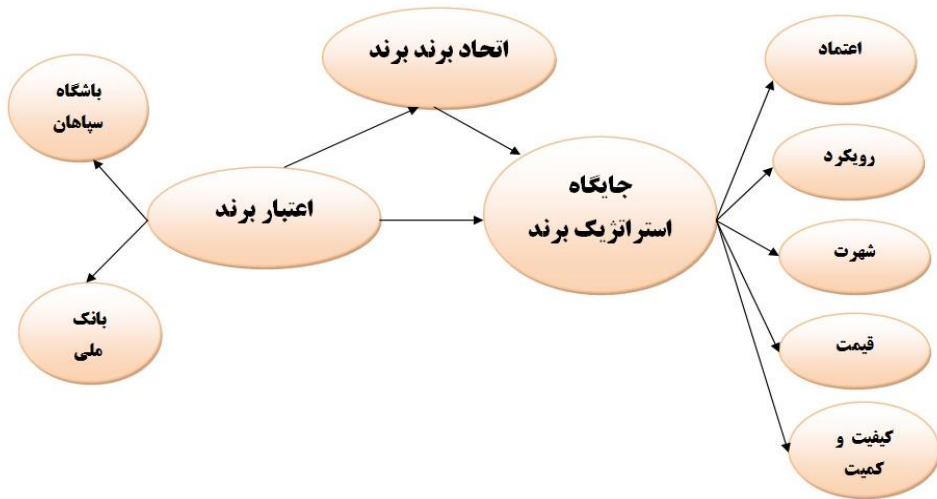 اتحاد برند برند
اعتماد
باشگاه
سپاهان
رویکرد
جایگاه
استراتژیک برند
اعتبار برند
شهرت
بانک
ملی
قیمت
کیفیت و
کمیت